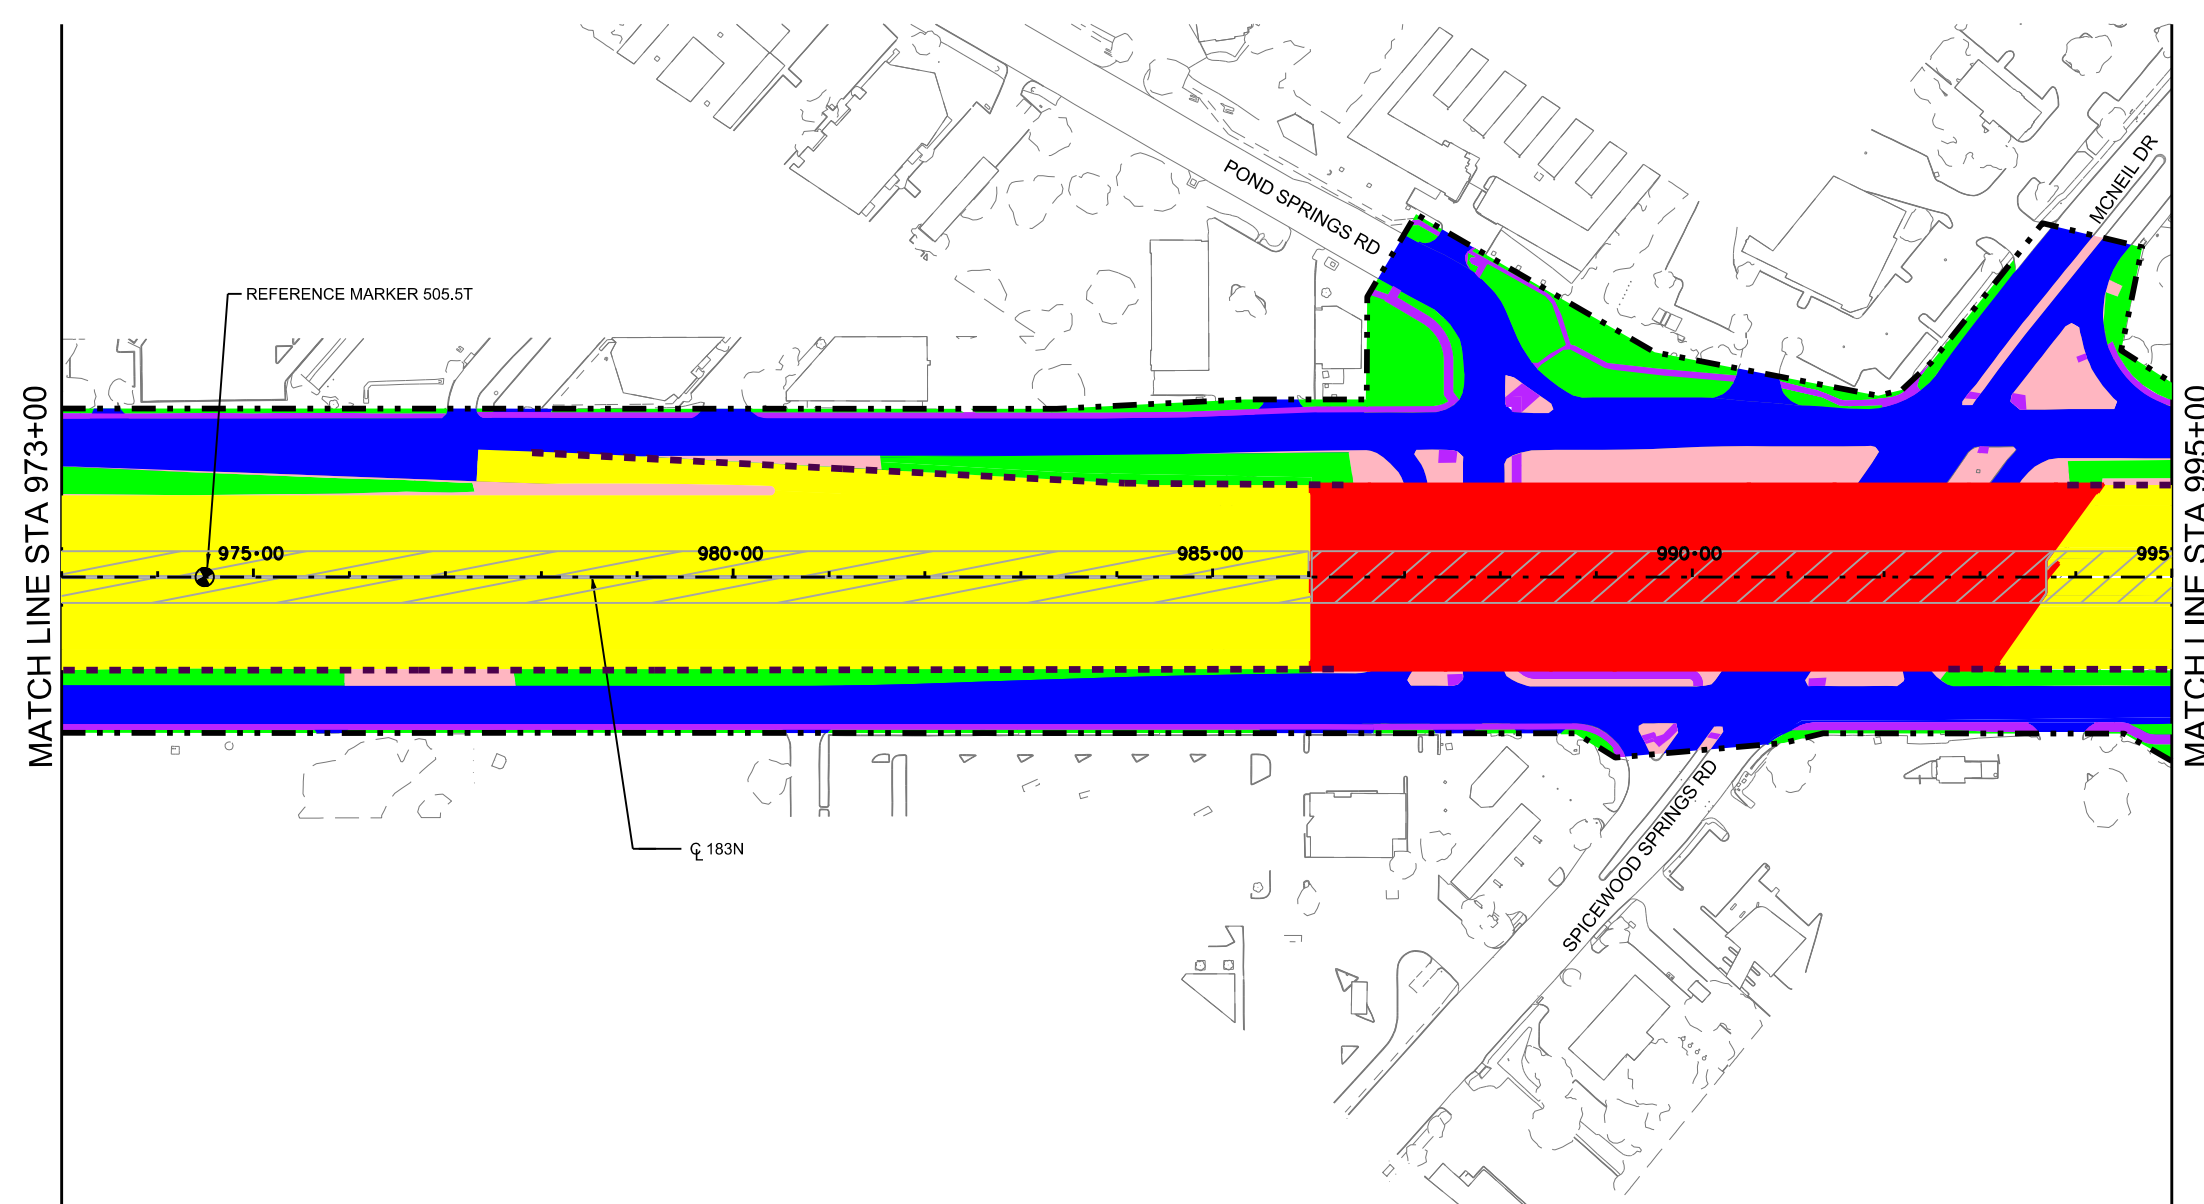 MCNEIL DR
POND SPRINGS RD
REFERENCE MARKER 505.5T
MATCH LINE STA 973+00
MATCH LINE STA 995+00
975+00
980+00
985+00
990+00
995
℄ 183N
SPICEWOOD SPRINGS RD